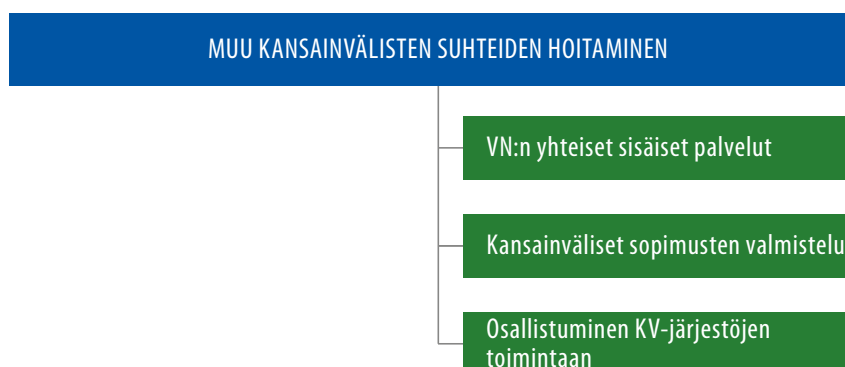 MUU KANSAINVÄLISTEN SUHTEIDEN HOITAMINEN
VN:n yhteiset sisäiset palvelut
Kansainväliset sopimusten valmistelu
Osallistuminen KV-järjestöjen
toimintaan